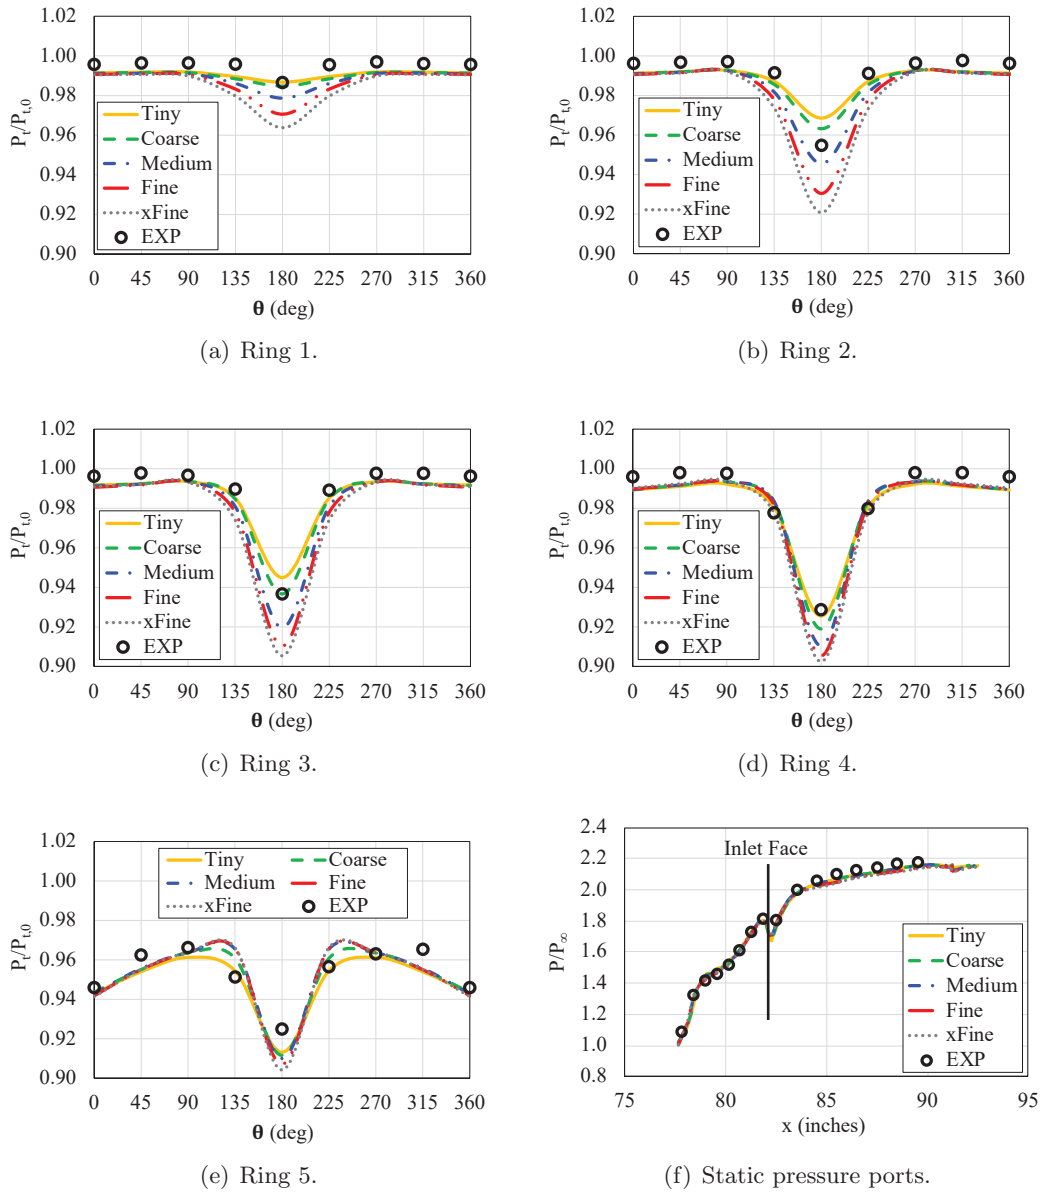 1.02
1.00
0.98
0.96
0.94
0.92
0.90
Pt/Pt,0
Tiny
Coarse
Medium
Fine
xFine
EXP
0 45 90 135 180 225 270 315 360
θ (deg)
(a) Ring 1.
1.02
1.00
0.98
0.96
0.94
0.92
0.90
Pt/Pt,0
Tiny
Coarse
Medium
Fine
xFine
EXP
0 45 90 135 180 225 270 315 360
θ (deg)
(b) Ring 2.
1.02
1.00
0.98
0.96
0.94
0.92
0.90
Pt/Pt,0
Tiny
Coarse
Medium
Fine
xFine
EXP
0 45 90 135 180 225 270 315 360
θ (deg)
(c) Ring 3.
1.02
1.00
0.98
0.96
0.94
0.92
0.90
Pt/Pt,0
Tiny
Coarse
Medium
Fine
xFine
EXP
0 45 90 135 180 225 270 315 360
θ (deg)
(d) Ring 4.
1.02
1.00
0.98
0.96
0.94
0.92
0.90
Pt/Pt,0
Tiny Coarse
Medium Fine
xFine EXP
0 45 90 135 180 225 270 315 360
θ (deg)
(e) Ring 5.
2.4
2.2
2.0
1.8
1.6
1.4
1.2
1.0
0.8
P/P∞
Inlet Face
Tiny
Coarse
Medium
Fine
xFine
EXP
75 80 85 90 95
x (inches)
(f) Static pressure ports.